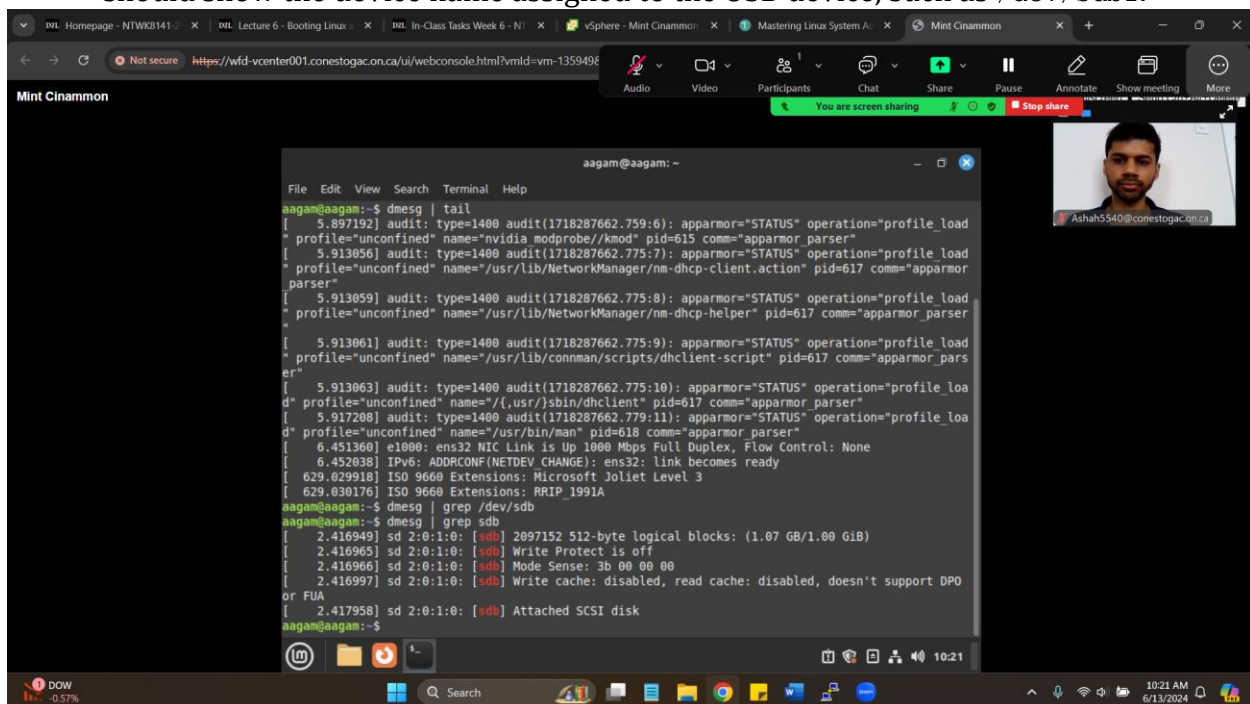 should show the device name assigned to the USB device, such as /dev/sdb1.
Homepage - NTWK8141-2
Lecture 6 - Booting Linux a
In-Class Tasks Week 6 - NT
vSphere - Mint Cinammon
Mastering Linux System Ad
Mint Cinammon
Not secure https://wfd-vcenter001.conestogac.on.ca/ui/webconsole.html?vmId=vm-1359498
Audio
Video
1
Participants
Chat
Share
Pause
Annotate
Show meeting
More
Mint Cinammon
You are screen sharing
Stop share
Ashah5540@conestogac.on.ca
aagam@aagam: ~
File Edit View Search Terminal Help
aagam@aagam:~$ dmesg | tail
[    5.897192] audit: type=1400 audit(1718287662.759:6): apparmor="STATUS" operation="profile_load
" profile="unconfined" name="nvidia_modprobe//kmod" pid=615 comm="apparmor_parser"
[    5.913056] audit: type=1400 audit(1718287662.775:7): apparmor="STATUS" operation="profile_load
" profile="unconfined" name="/usr/lib/NetworkManager/nm-dhcp-client.action" pid=617 comm="apparmor
_parser"
[    5.913059] audit: type=1400 audit(1718287662.775:8): apparmor="STATUS" operation="profile_load
" profile="unconfined" name="/usr/lib/NetworkManager/nm-dhcp-helper" pid=617 comm="apparmor_parser
"
[    5.913061] audit: type=1400 audit(1718287662.775:9): apparmor="STATUS" operation="profile_load
" profile="unconfined" name="/usr/lib/connman/scripts/dhclient-script" pid=617 comm="apparmor_pars
er"
[    5.913063] audit: type=1400 audit(1718287662.775:10): apparmor="STATUS" operation="profile_loa
d" profile="unconfined" name="/{,usr/}sbin/dhclient" pid=617 comm="apparmor_parser"
[    5.917208] audit: type=1400 audit(1718287662.779:11): apparmor="STATUS" operation="profile_loa
d" profile="unconfined" name="/usr/bin/man" pid=618 comm="apparmor_parser"
[    6.451360] e1000: ens32 NIC Link is Up 1000 Mbps Full Duplex, Flow Control: None
[    6.452038] IPv6: ADDRCONF(NETDEV_CHANGE): ens32: link becomes ready
[  629.029918] ISO 9660 Extensions: Microsoft Joliet Level 3
[  629.030176] ISO 9660 Extensions: RRIP_1991A
aagam@aagam:~$ dmesg | grep /dev/sdb
aagam@aagam:~$ dmesg | grep sdb
[    2.416949] sd 2:0:1:0: [sdb] 2097152 512-byte logical blocks: (1.07 GB/1.00 GiB)
[    2.416965] sd 2:0:1:0: [sdb] Write Protect is off
[    2.416966] sd 2:0:1:0: [sdb] Mode Sense: 3b 00 00 00
[    2.416997] sd 2:0:1:0: [sdb] Write cache: disabled, read cache: disabled, doesn't support DPO
or FUA
[    2.417958] sd 2:0:1:0: [sdb] Attached SCSI disk
aagam@aagam:~$
10:21
1
DOW
-0.57%
Search
10:21 AM
6/13/2024